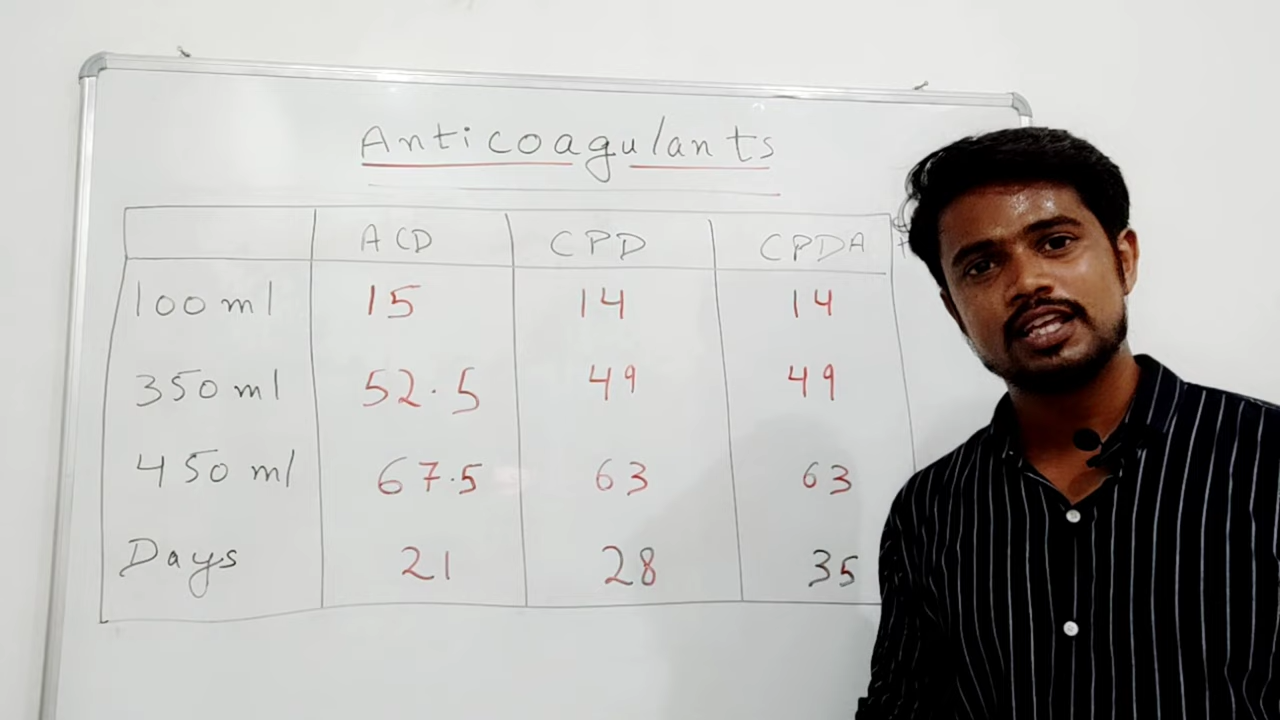 Anticoagulants
ACD CPD CPDA
100 ml 15 14 14
350 ml 52.5 49 49
450 ml 67.5 63 63
Days 21 28 35